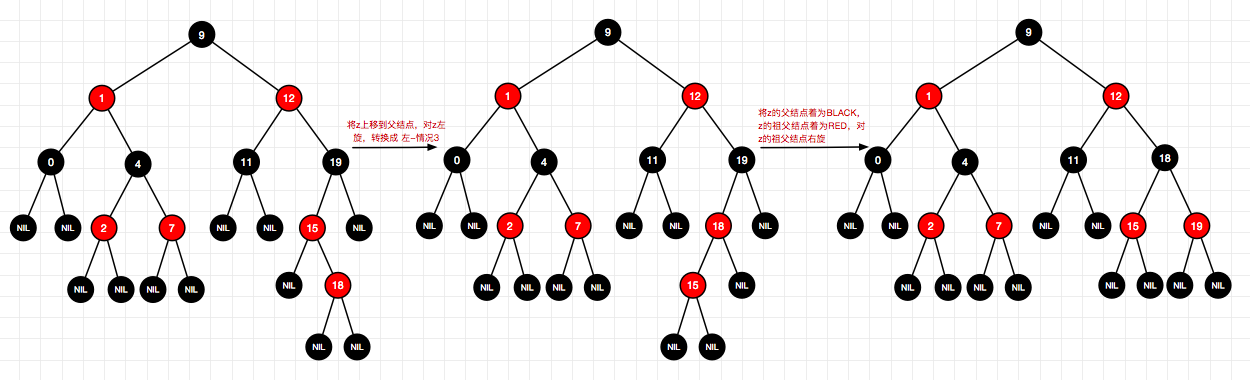 9
1 12
0 4 11 19
NIL NIL 2 7 NIL NIL 15 NIL
NIL NIL NIL NIL NIL 18
NIL NIL
将z上移到父结点，对z左
旋，转换成 左-情况3
9
1 12
0 4 11 19
NIL NIL 2 7 NIL NIL 18 NIL
NIL NIL NIL NIL 15 NIL
NIL NIL
将z的父结点着为BLACK，
z的祖父结点着为RED，对
z的祖父结点右旋
9
1 12
0 4 11 18
NIL NIL 2 7 NIL NIL 15 19
NIL NIL NIL NIL NIL NIL NIL NIL